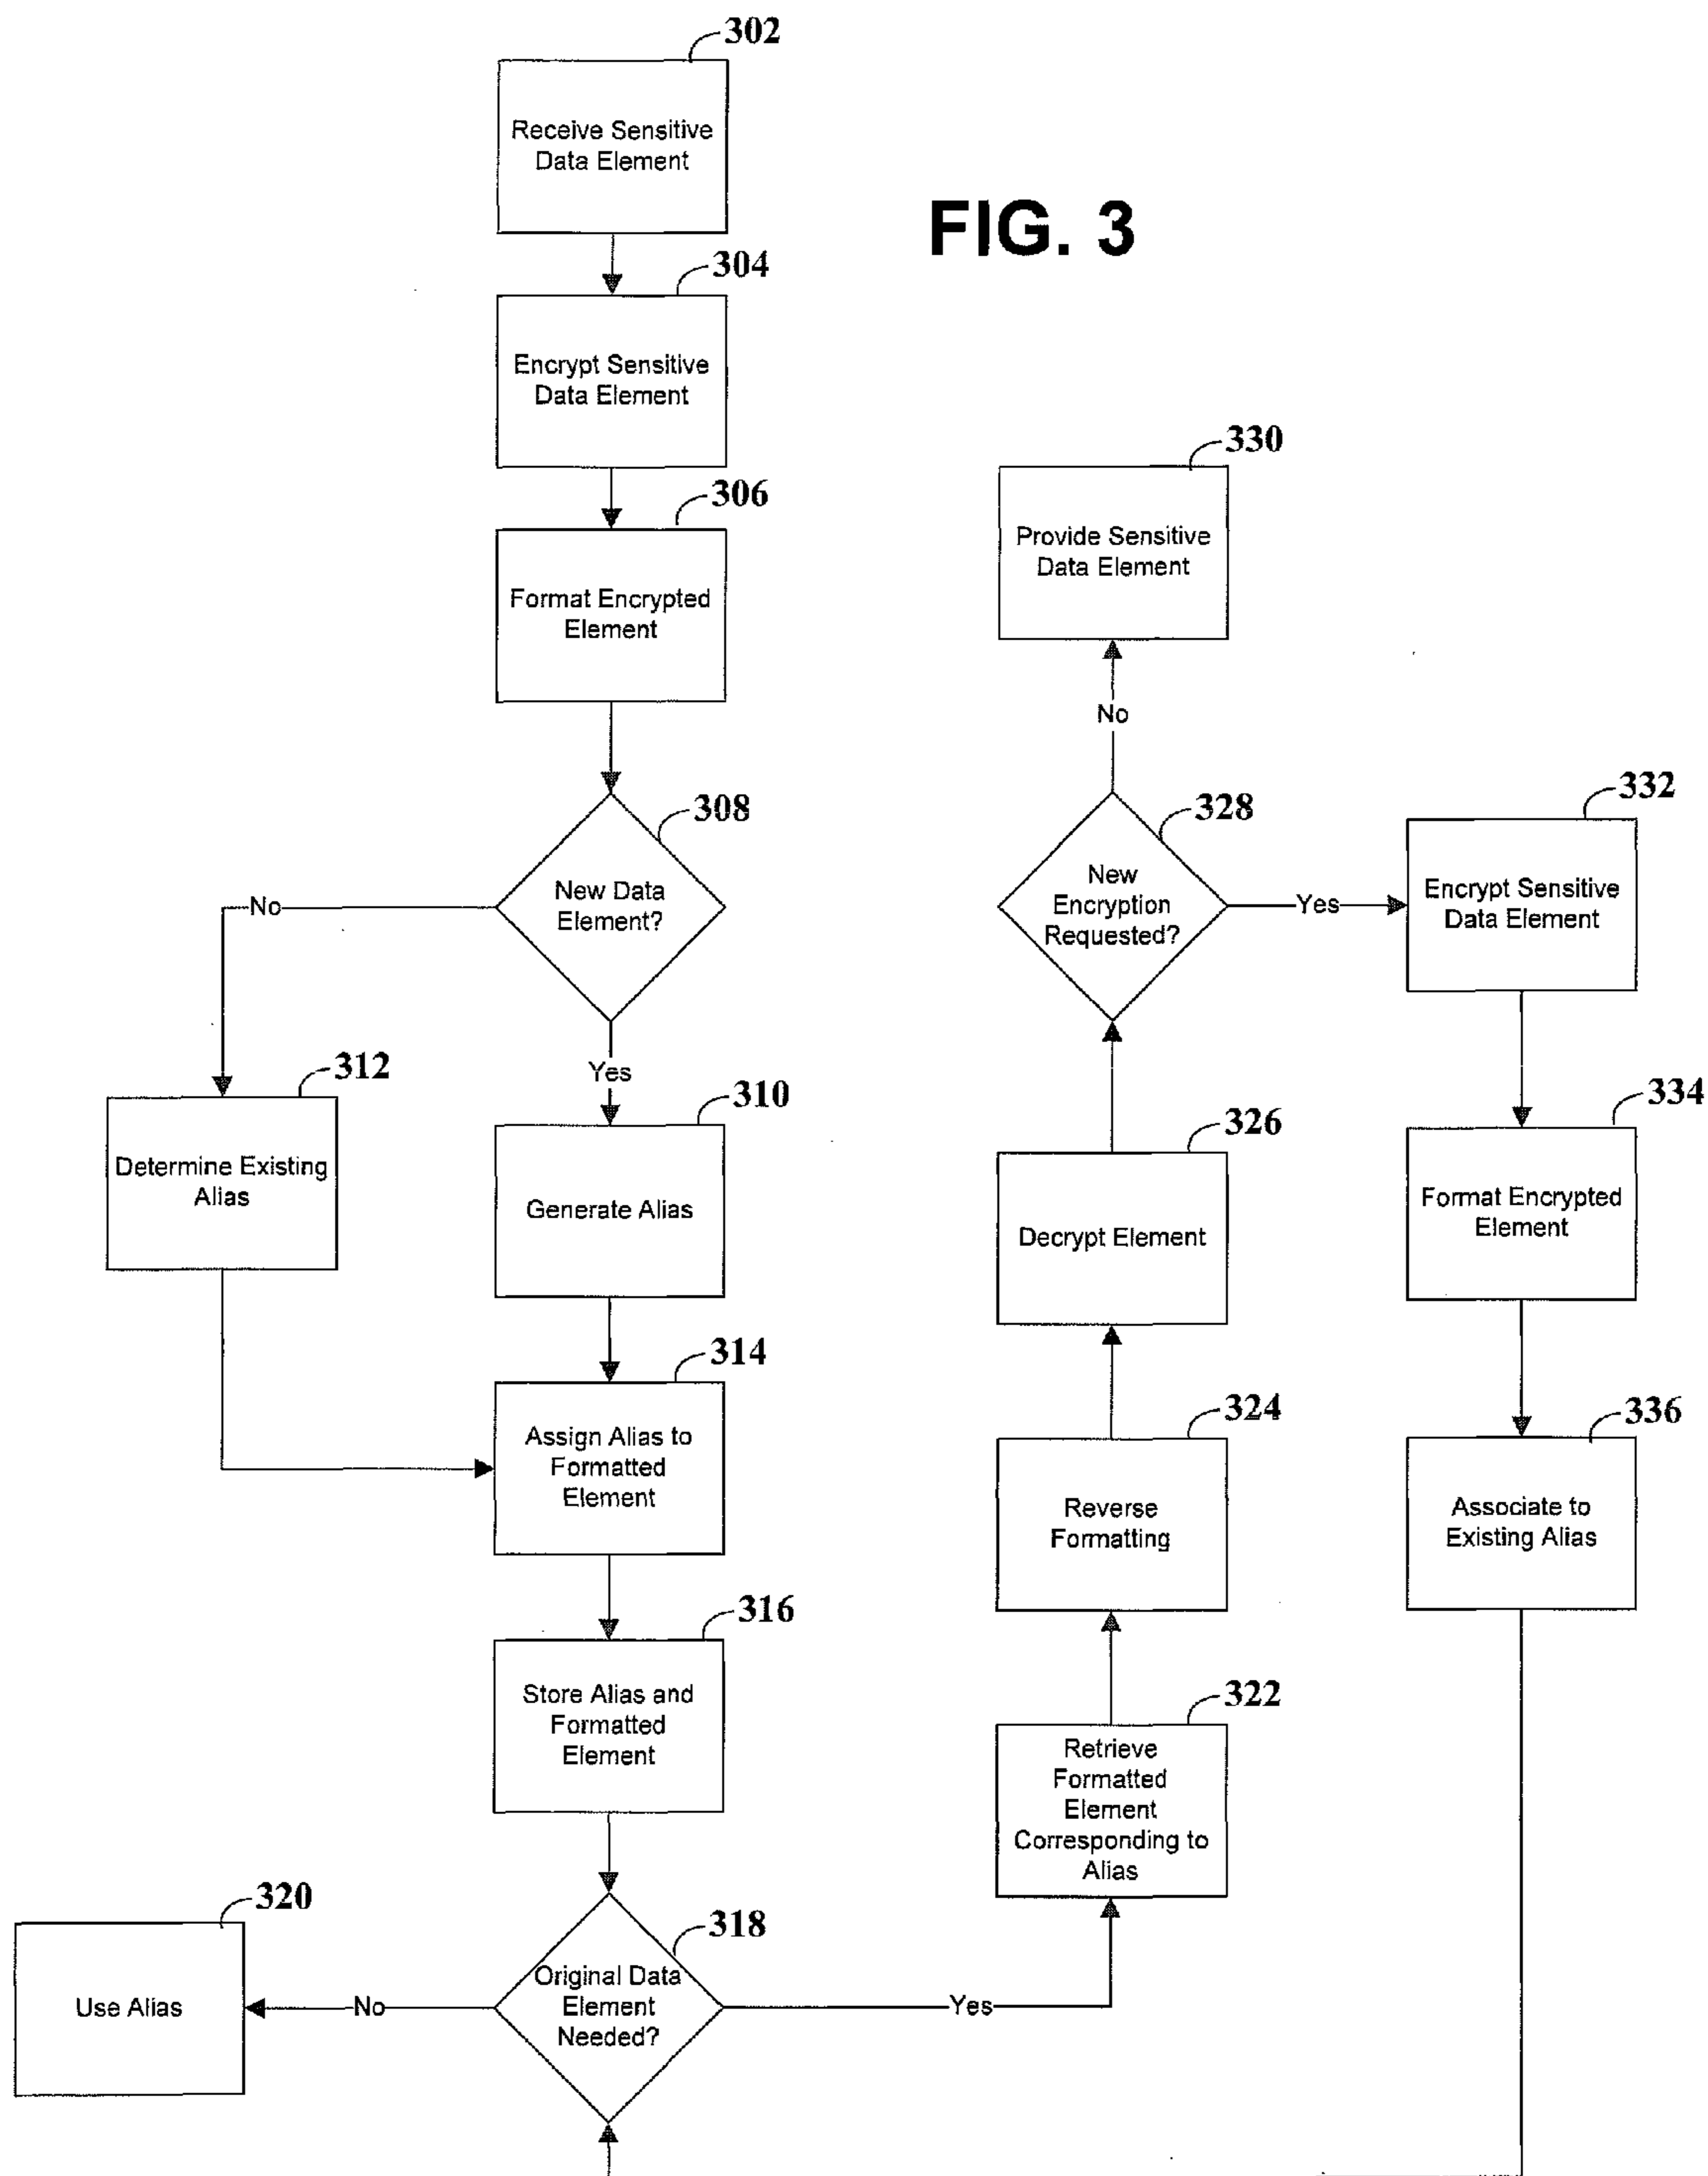 302
Receive Sensitive
Data Element
FIG. 3
304
Encrypt Sensitive
Data Element
306
Format Encrypted
Element
308
New Data
Element?
No
Yes
312
Determine Existing
Alias
310
Generate Alias
314
Assign Alias to
Formatted
Element
316
Store Alias and
Formatted
Element
318
Original Data
Element
Needed?
No
320
Use Alias
Yes
322
Retrieve
Formatted
Element
Corresponding to
Alias
324
Reverse
Formatting
326
Decrypt Element
328
New
Encryption
Requested?
No
330
Provide Sensitive
Data Element
Yes
332
Encrypt Sensitive
Data Element
334
Format Encrypted
Element
336
Associate to
Existing Alias